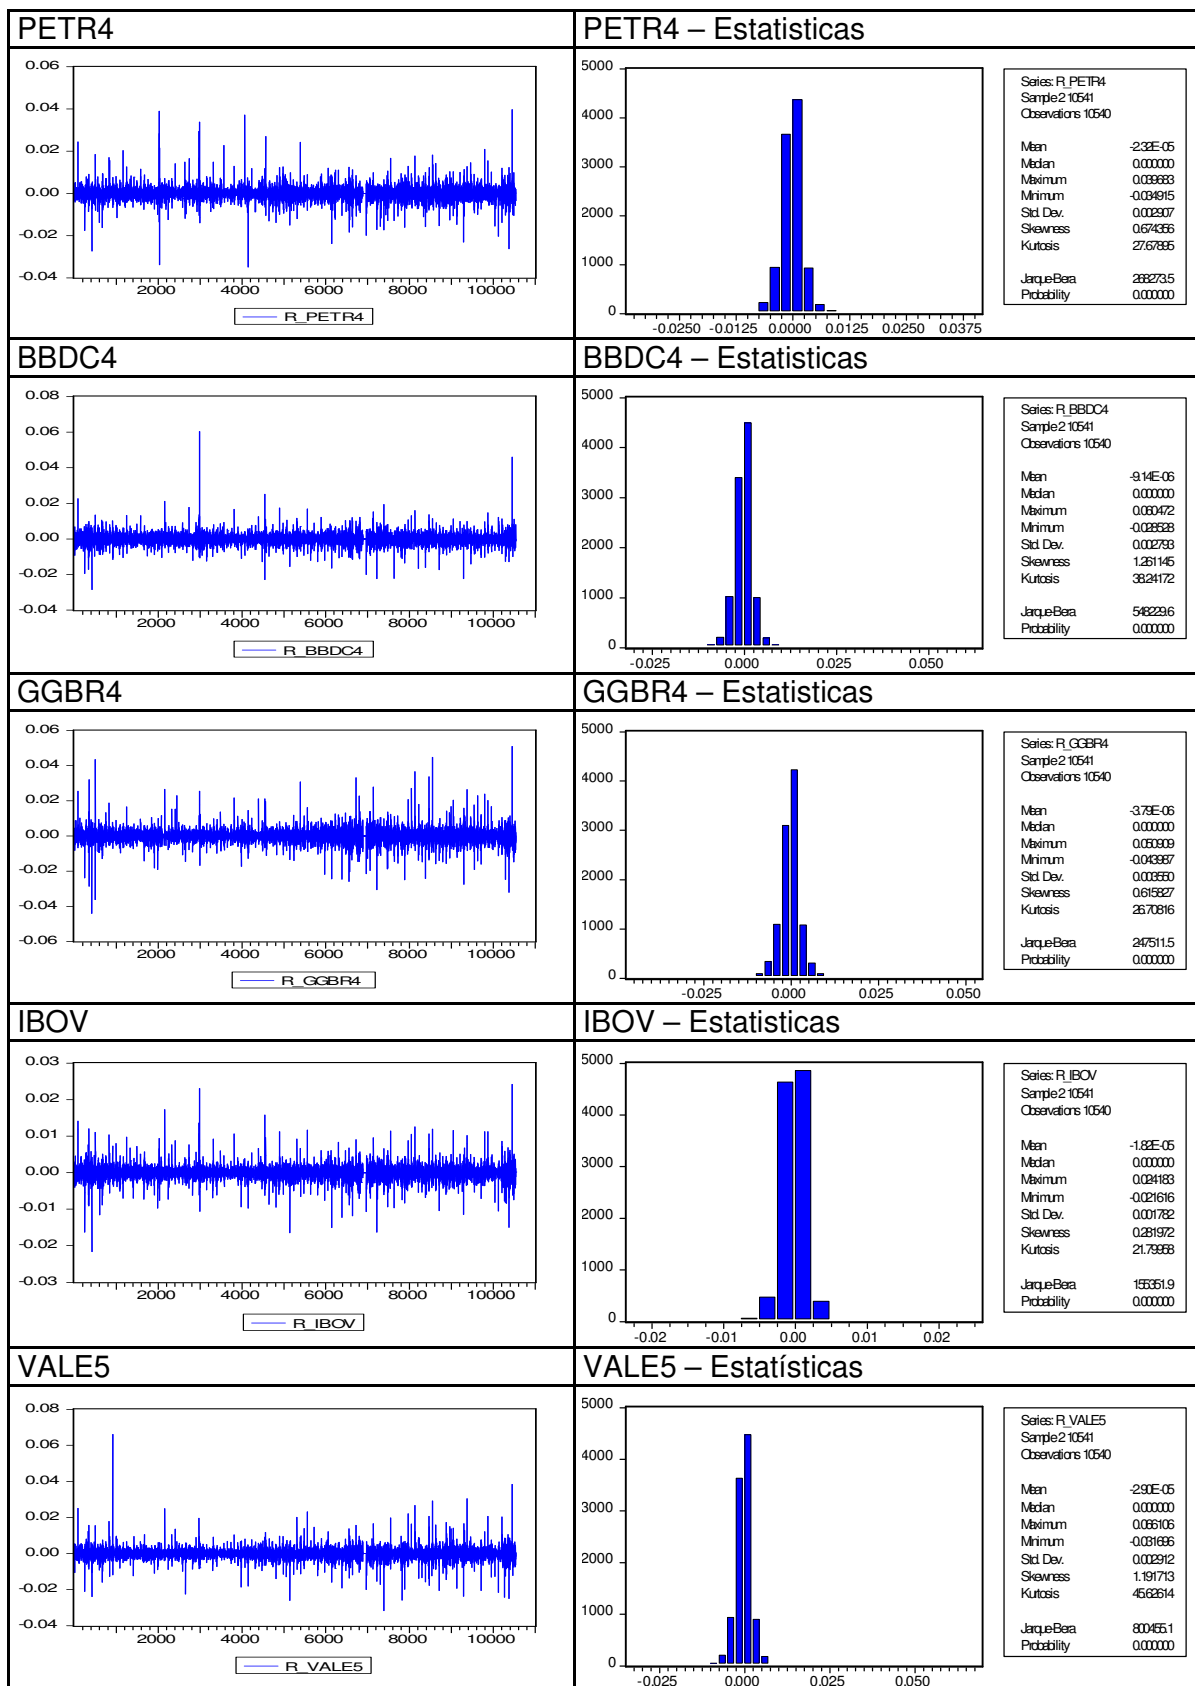 PETR4
PETR4 – Estatisticas
0.06
0.04
0.02
0.00
-0.02
-0.04
2000 4000 6000 8000 10000
R_PETR4
5000
4000
3000
2000
1000
0
-0.0250 -0.0125 0.0000 0.0125 0.0250 0.0375
Series: R_PETR4
Sample 2 10541
Observations 10540
Mean -2.32E-05
Median 0.000000
Maximum 0.039683
Minimum -0.034915
Std. Dev. 0.002907
Skewness 0.674356
Kurtosis 27.67895
Jarque-Bera 268273.5
Probability 0.000000
BBDC4
BBDC4 – Estatisticas
0.08
0.06
0.04
0.02
0.00
-0.02
-0.04
2000 4000 6000 8000 10000
R_BBDC4
5000
4000
3000
2000
1000
0
-0.025 0.000 0.025 0.050
Series: R_BBDC4
Sample 2 10541
Observations 10540
Mean -9.14E-06
Median 0.000000
Maximum 0.060472
Minimum -0.028528
Std. Dev. 0.002793
Skewness 1.261145
Kurtosis 38.24172
Jarque-Bera 548229.6
Probability 0.000000
GGBR4
GGBR4 – Estatisticas
0.06
0.04
0.02
0.00
-0.02
-0.04
-0.06
2000 4000 6000 8000 10000
R_GGBR4
5000
4000
3000
2000
1000
0
-0.025 0.000 0.025 0.050
Series: R_GGBR4
Sample 2 10541
Observations 10540
Mean -3.79E-06
Median 0.000000
Maximum 0.050909
Minimum -0.043987
Std. Dev. 0.003550
Skewness 0.615827
Kurtosis 26.70816
Jarque-Bera 247511.5
Probability 0.000000
IBOV
IBOV – Estatisticas
0.03
0.02
0.01
0.00
-0.01
-0.02
-0.03
2000 4000 6000 8000 10000
R_IBOV
5000
4000
3000
2000
1000
0
-0.02 -0.01 0.00 0.01 0.02
Series: R_IBOV
Sample 2 10541
Observations 10540
Mean -1.82E-05
Median 0.000000
Maximum 0.024183
Minimum -0.021616
Std. Dev. 0.001782
Skewness 0.281972
Kurtosis 21.79958
Jarque-Bera 155351.9
Probability 0.000000
VALE5
VALE5 – Estatísticas
0.08
0.06
0.04
0.02
0.00
-0.02
-0.04
2000 4000 6000 8000 10000
R_VALE5
5000
4000
3000
2000
1000
0
-0.025 0.000 0.025 0.050
Series: R_VALE5
Sample 2 10541
Observations 10540
Mean -2.90E-05
Median 0.000000
Maximum 0.066106
Minimum -0.031686
Std. Dev. 0.002912
Skewness 1.191713
Kurtosis 45.62614
Jarque-Bera 800455.1
Probability 0.000000